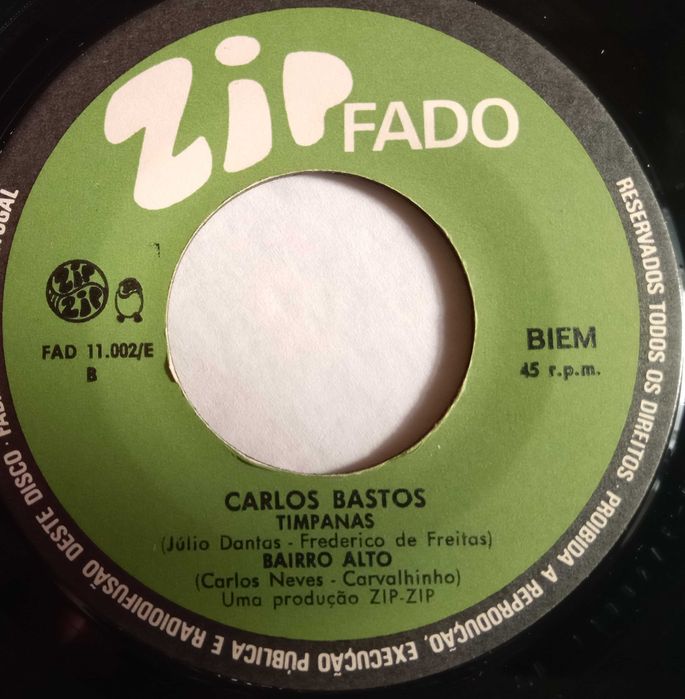 ZIP FADO
ZIP ZIP
FAD 11.002/E
B
BIEM
45 r.p.m.
CARLOS BASTOS
TIMPANAS
(Júlio Dantas - Frederico de Freitas)
BAIRRO ALTO
(Carlos Neves - Carvalhinho)
Uma produção ZIP-ZIP
RESERVADOS TODOS OS DIREITOS · PROIBIDA A REPRODUÇÃO, EXECUÇÃO PÚBLICA E RADIODIFUSÃO DESTE DISCO ·